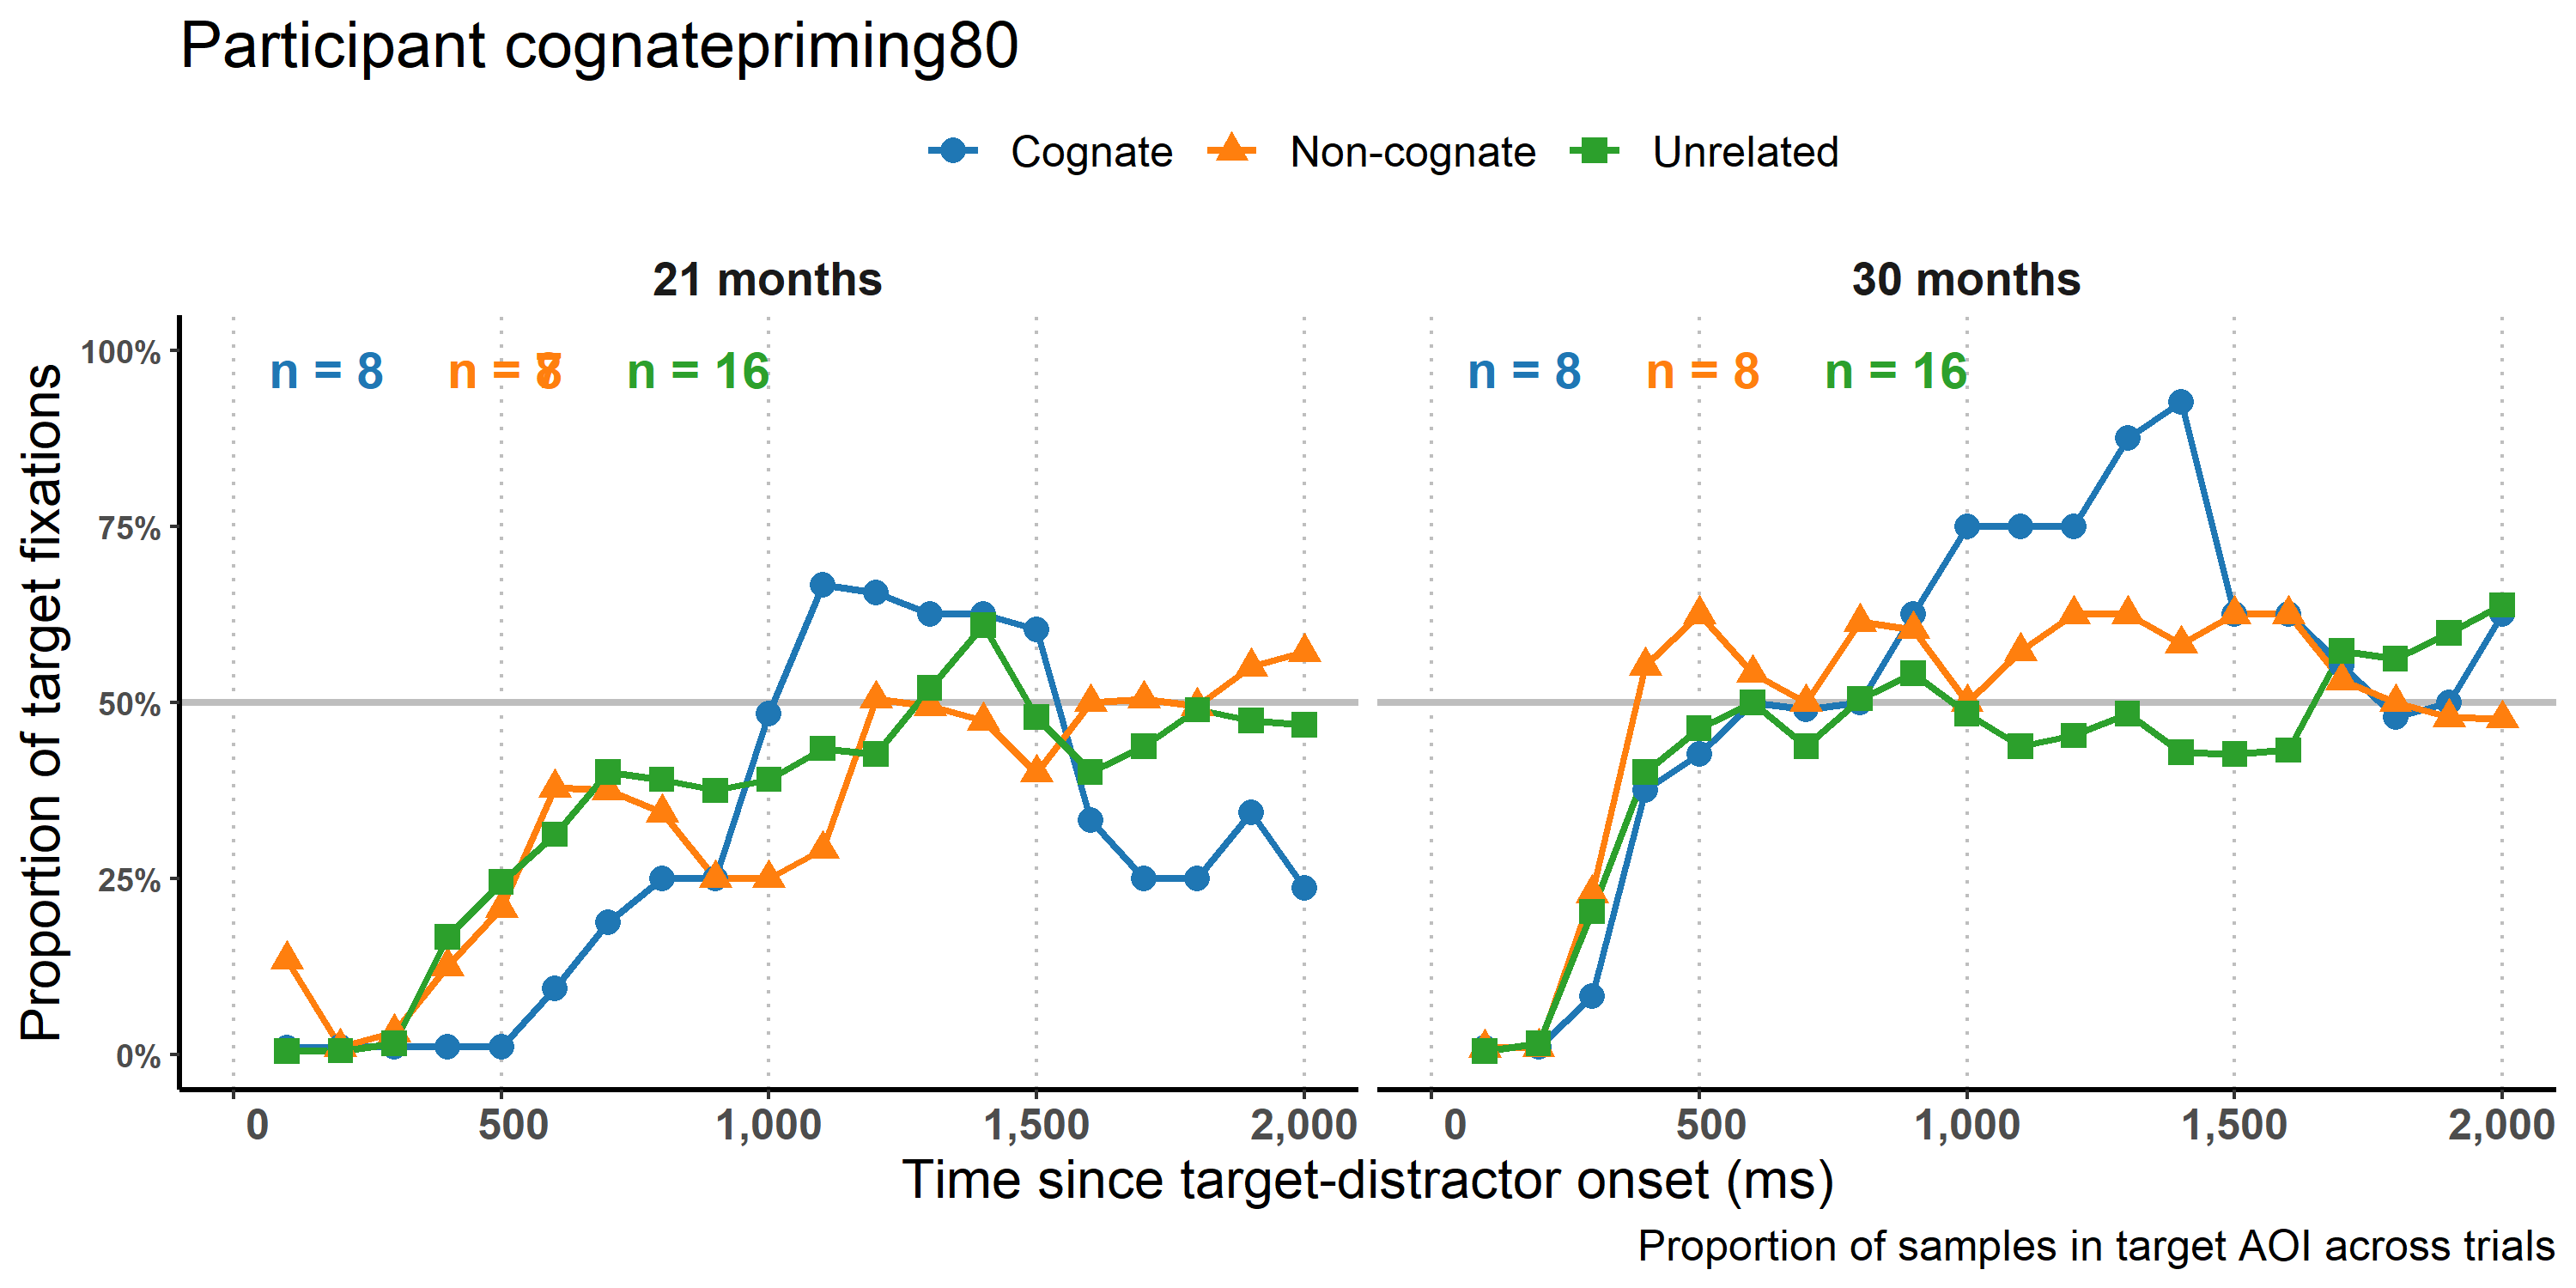 Participant cognatepriming80
Cognate Non-cognate Unrelated
21 months 30 months
Proportion of target fixations
100%
75%
50%
25%
0%
n = 8 n = n = 16
n = 8 n = 8 n = 16
0 500 1,000 1,500 2,000
0 500 1,000 1,500 2,000
Time since target-distractor onset (ms)
Proportion of samples in target AOI across trials